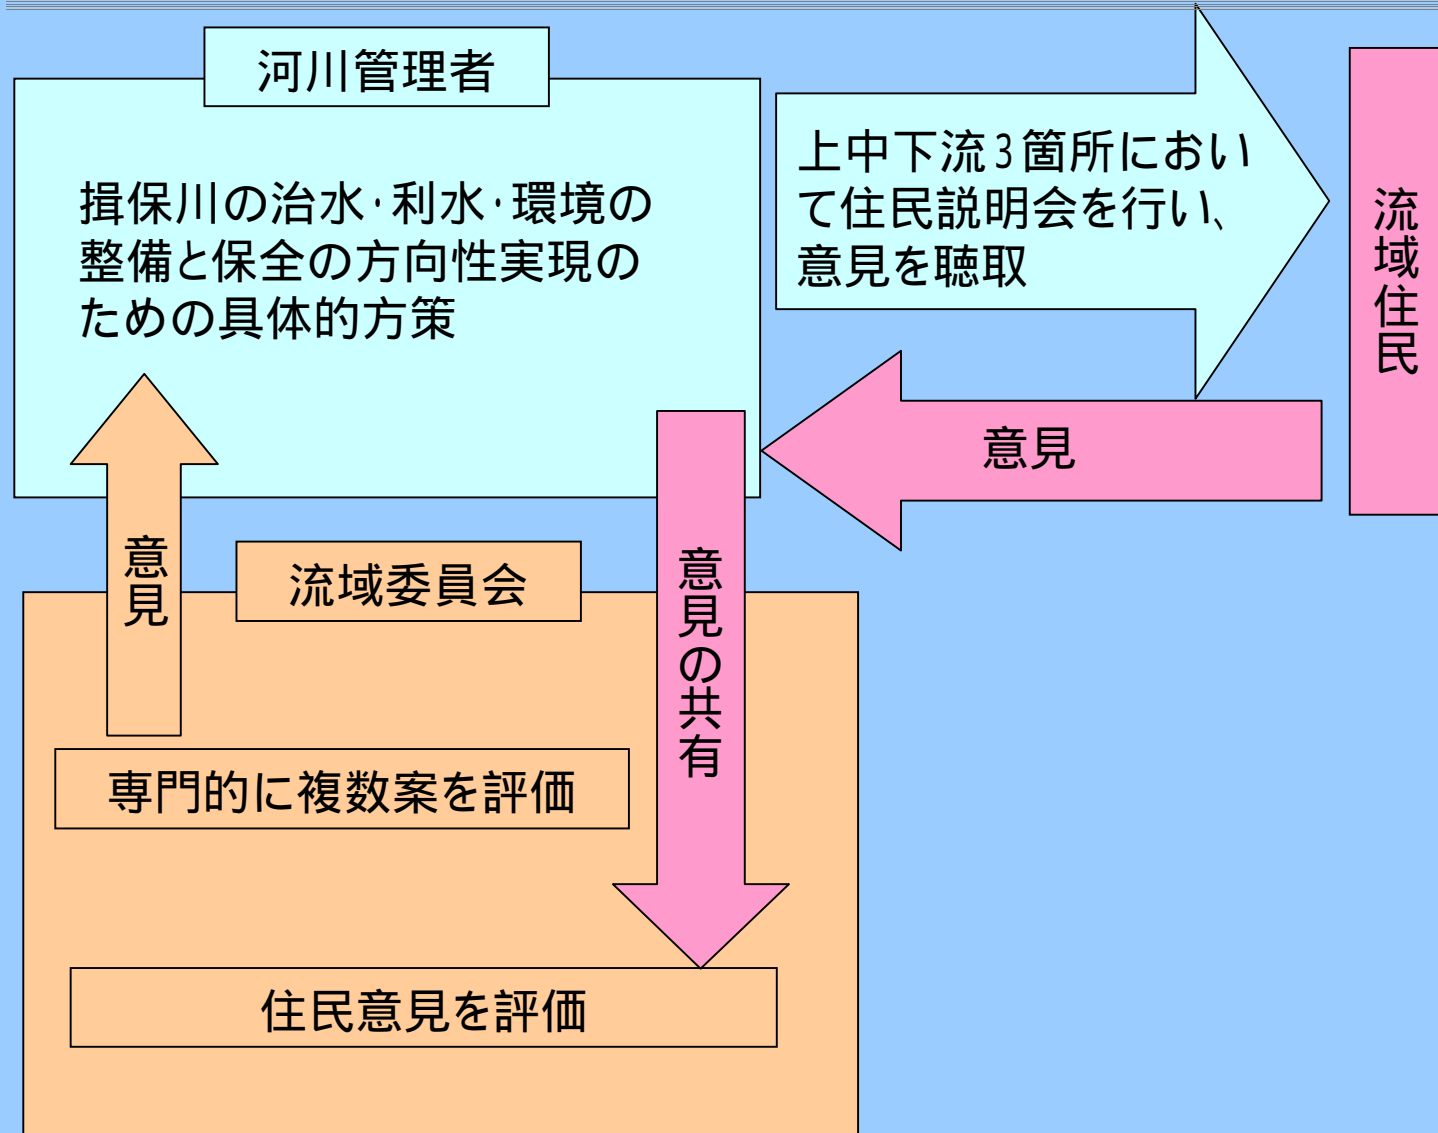 河川管理者
揖保川の治水・利水・環境の
整備と保全の方向性実現の
ための具体的方策
上中下流3箇所におい
て住民説明会を行い、
意見を聴取
流域住民
意見
意見
流域委員会
意見の共有
専門的に複数案を評価
住民意見を評価